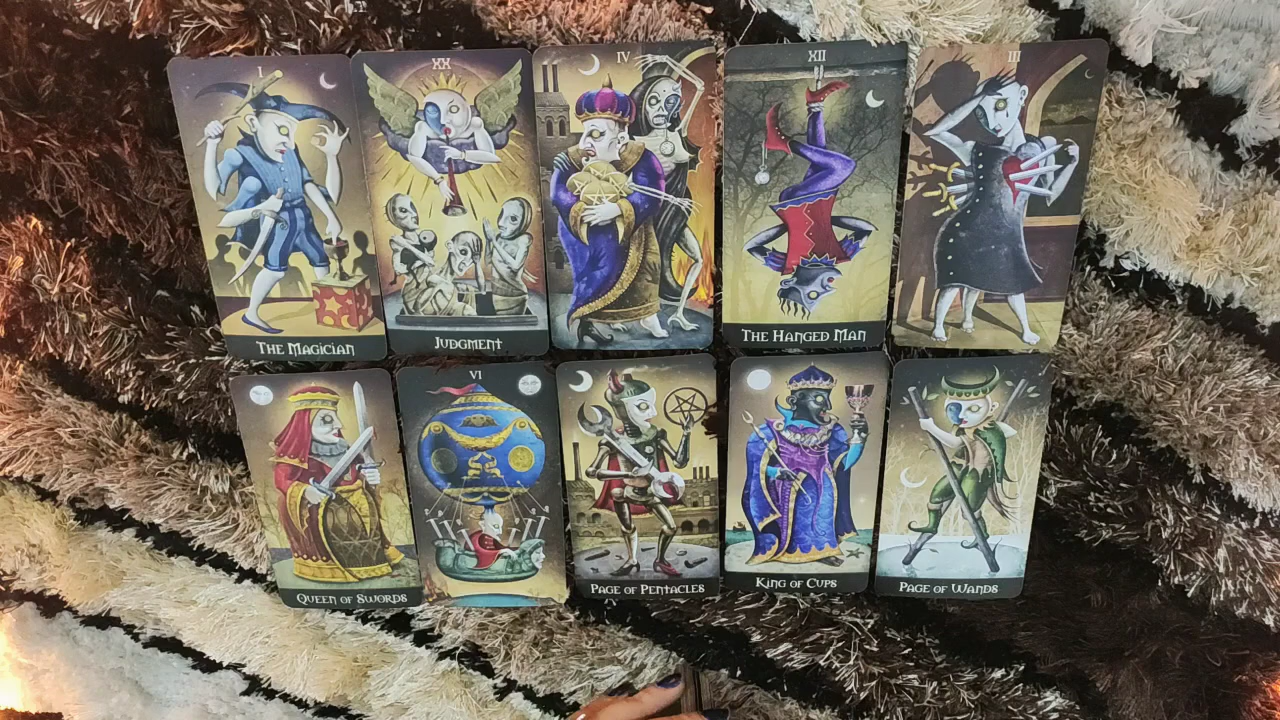 I
XX
IV
XII
III
THE MAGICIAN
JUDGMENT
THE HANGED MAN
VI
QUEEN OF SWORDS
PAGE OF PENTACLES
KING OF CUPS
PAGE OF WANDS